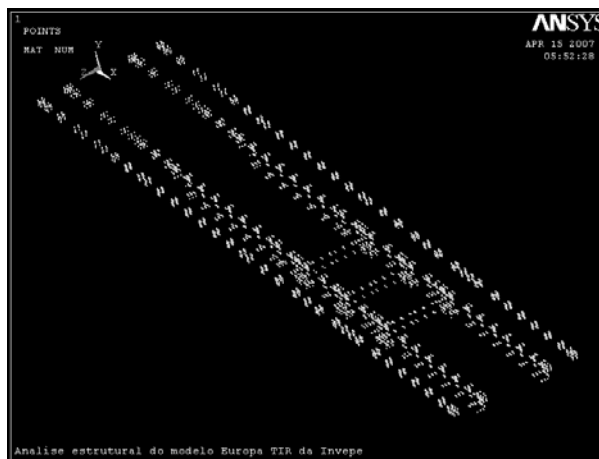 1
POINTS
MAT NUM
ANSYS
APR 15 2007
05:52:28
Y
Z X
Analise estrutural do modelo Europa TIR da Invepe